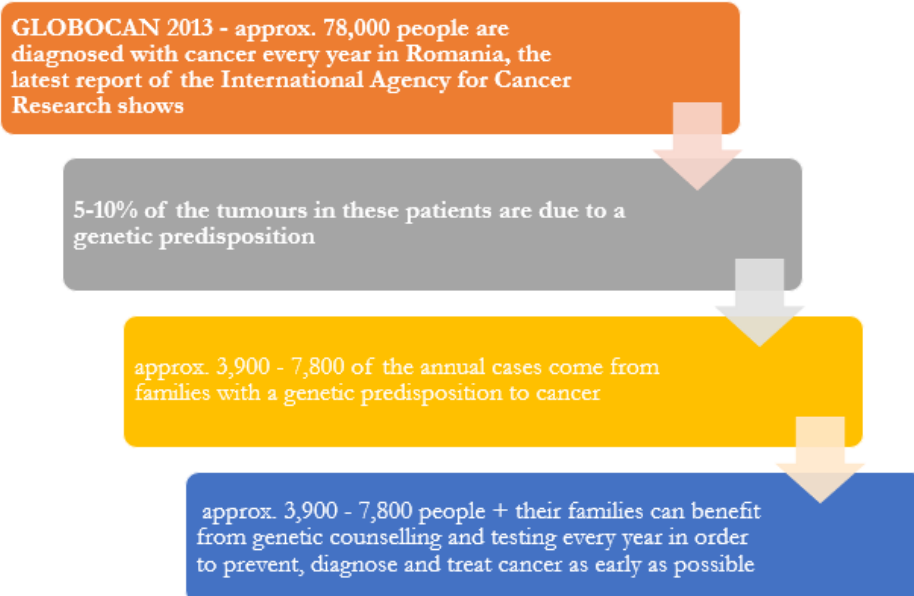 GLOBOCAN 2013 - approx. 78,000 people are
diagnosed with cancer every year in Romania, the
latest report of the International Agency for Cancer
Research shows
5-10% of the tumours in these patients are due to a
genetic predisposition
approx. 3,900 - 7,800 of the annual cases come from
families with a genetic predisposition to cancer
approx. 3,900 - 7,800 people + their families can benefit
from genetic counselling and testing every year in order
to prevent, diagnose and treat cancer as early as possible